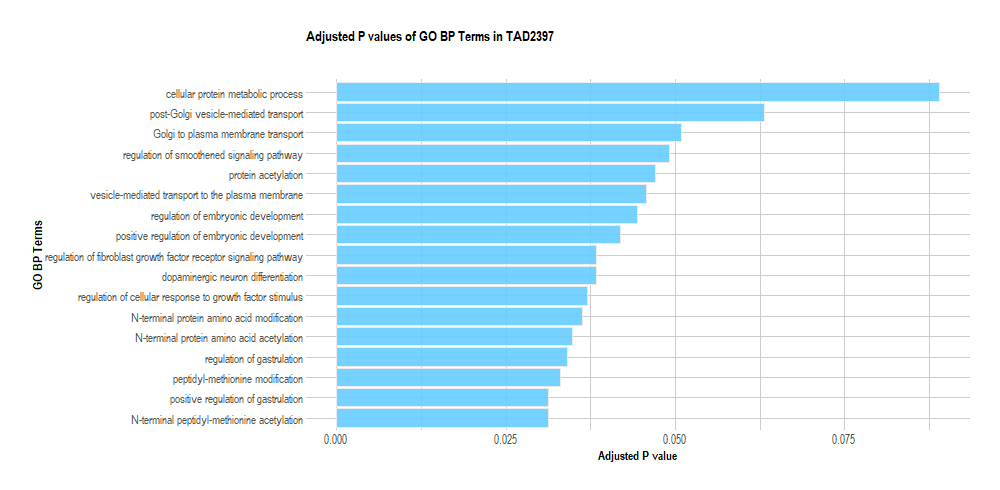 Adjusted P values of GO BP Terms in TAD2397
GO BP Terms
cellular protein metabolic process
post-Golgi vesicle-mediated transport
Golgi to plasma membrane transport
regulation of smoothened signaling pathway
protein acetylation
vesicle-mediated transport to the plasma membrane
regulation of embryonic development
positive regulation of embryonic development
regulation of fibroblast growth factor receptor signaling pathway
dopaminergic neuron differentiation
regulation of cellular response to growth factor stimulus
N-terminal protein amino acid modification
N-terminal protein amino acid acetylation
regulation of gastrulation
peptidyl-methionine modification
positive regulation of gastrulation
N-terminal peptidyl-methionine acetylation
0.000 0.025 0.050 0.075
Adjusted P value